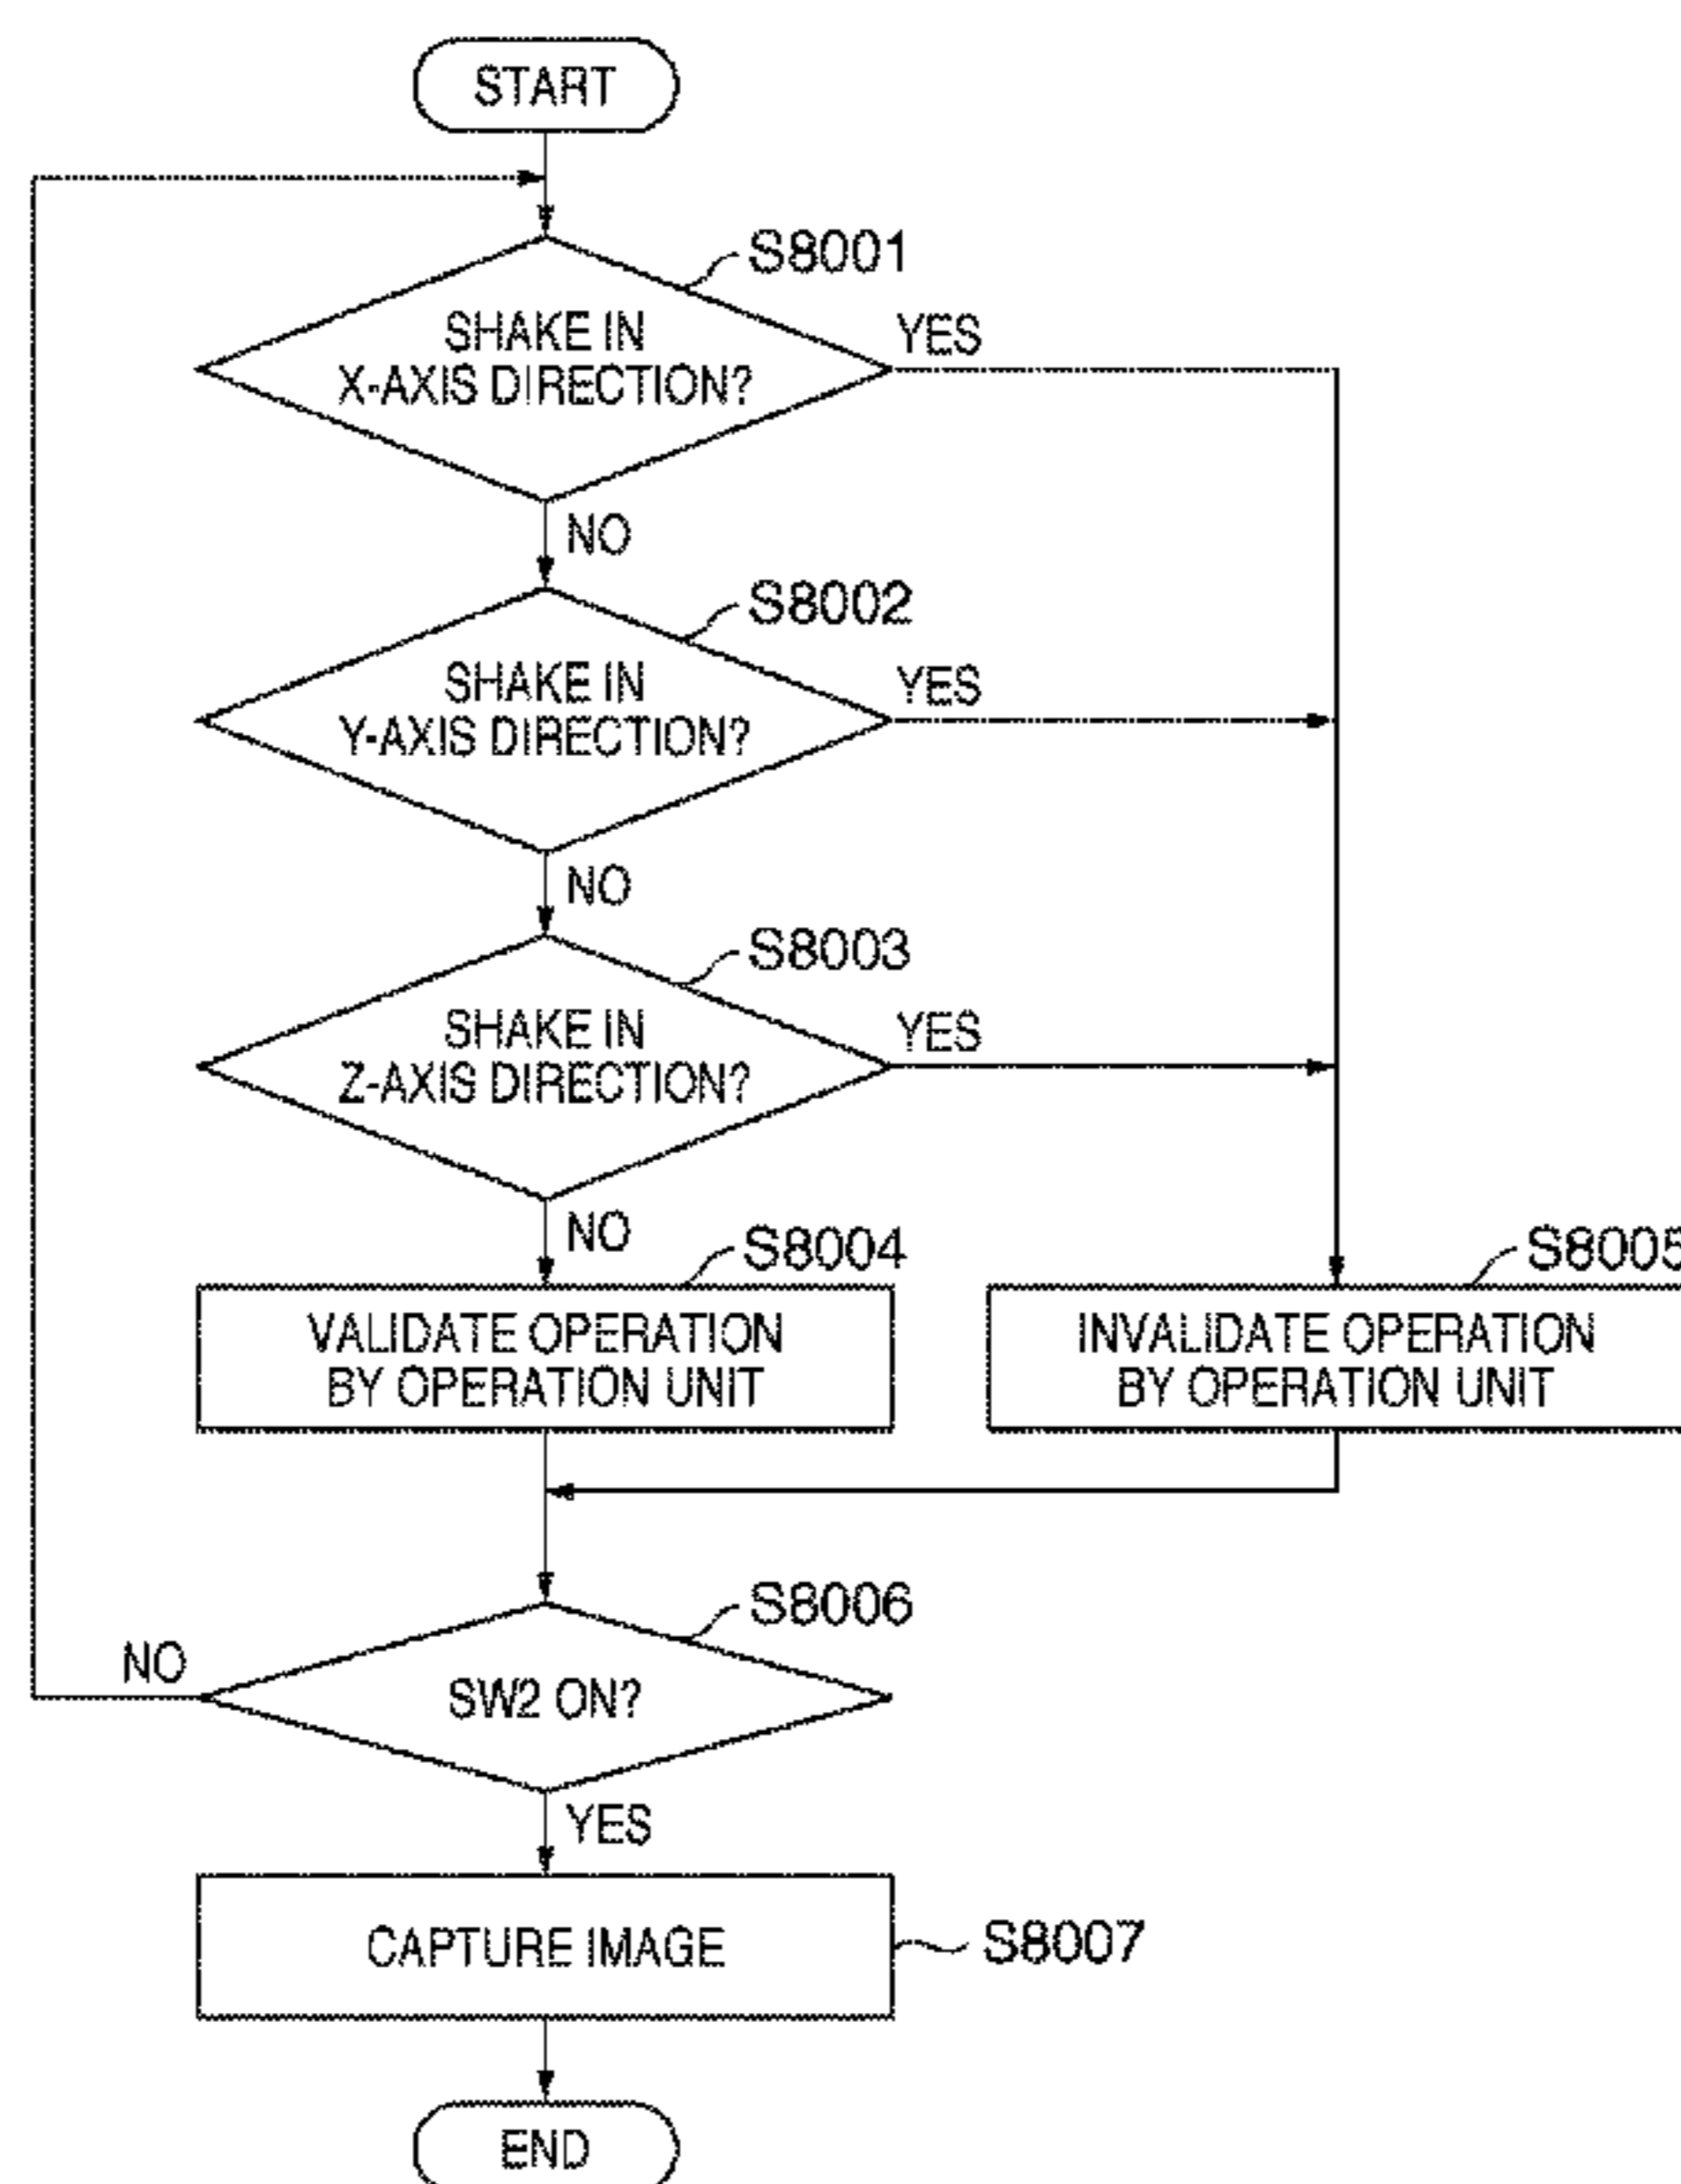 START
S8001
SHAKE IN
X-AXIS DIRECTION?
YES
NO
S8002
SHAKE IN
Y-AXIS DIRECTION?
YES
NO
S8003
SHAKE IN
Z-AXIS DIRECTION?
YES
NO
S8004
VALIDATE OPERATION
BY OPERATION UNIT
S8005
INVALIDATE OPERATION
BY OPERATION UNIT
S8006
NO
SW2 ON?
YES
CAPTURE IMAGE
S8007
END